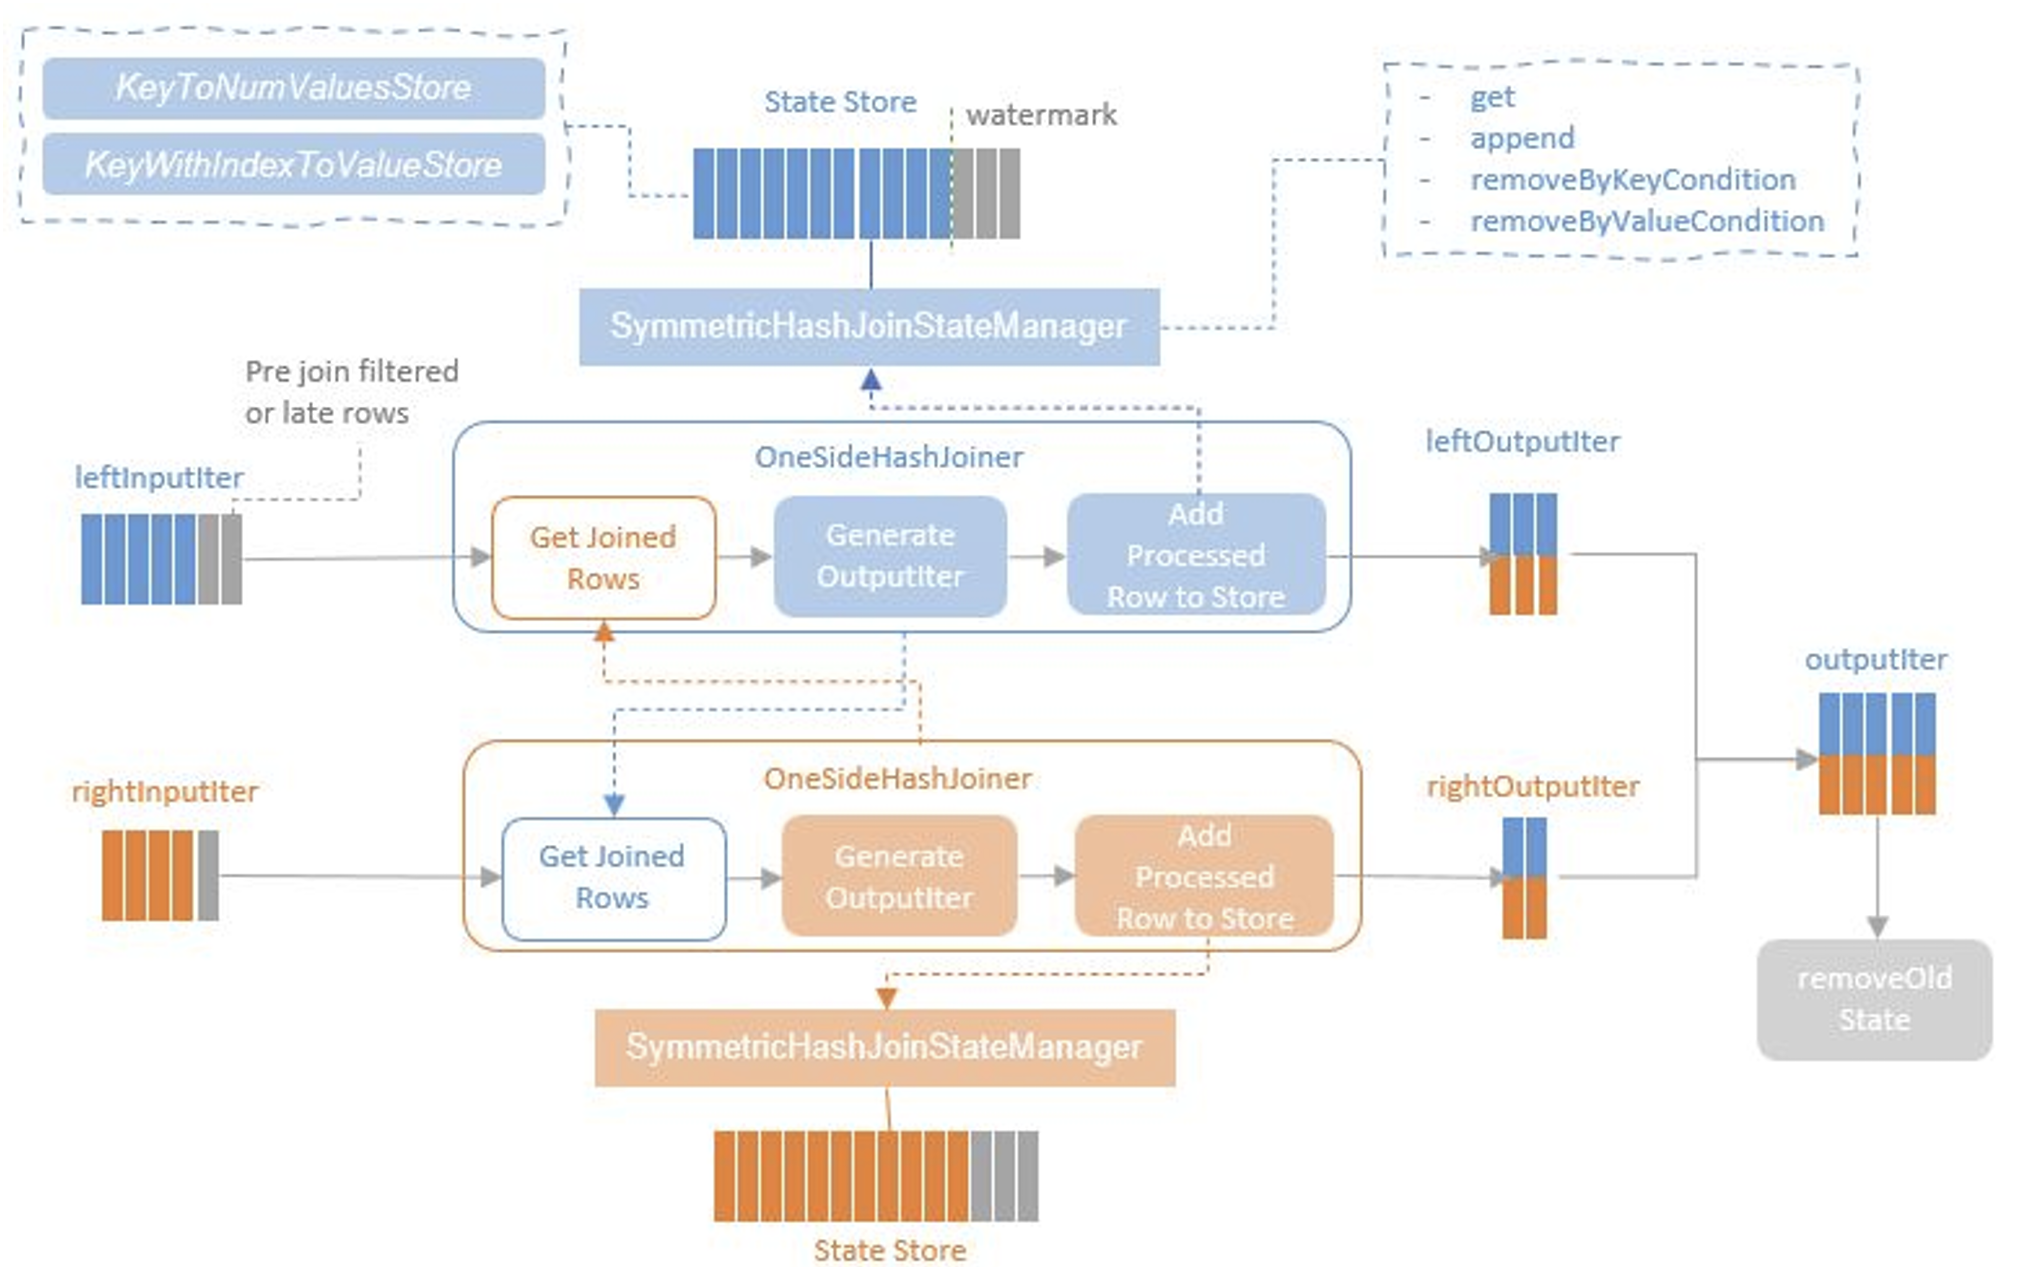 KeyToNumValuesStore
KeyWithIndexToValueStore
State Store
watermark
- get
- append
- removeByKeyCondition
- removeByValueCondition
SymmetricHashJoinStateManager
Pre join filtered
or late rows
leftInputIter
OneSideHashJoiner
Get Joined
Rows
Generate
OutputIter
Add
Processed
Row to Store
leftOutputIter
outputIter
rightInputIter
OneSideHashJoiner
Get Joined
Rows
Generate
OutputIter
Add
Processed
Row to Store
rightOutputIter
removeOld
State
SymmetricHashJoinStateManager
State Store